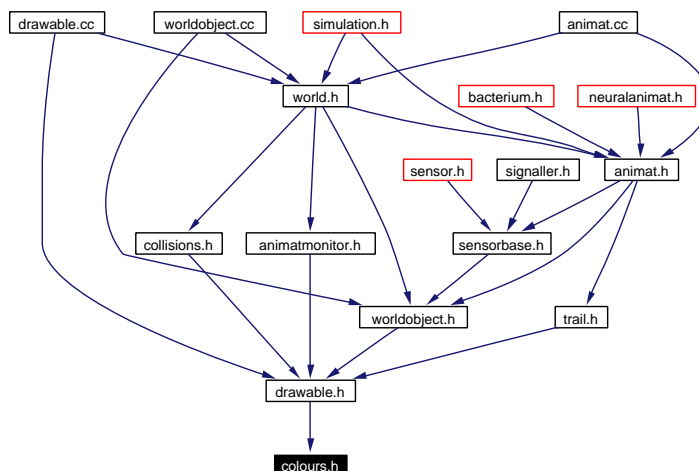 drawable.cc
worldobject.cc
simulation.h
animat.cc
world.h
bacterium.h
neuralanimat.h
sensor.h
signaller.h
animat.h
collisions.h
animatmonitor.h
sensorbase.h
worldobject.h
trail.h
drawable.h
colours.h